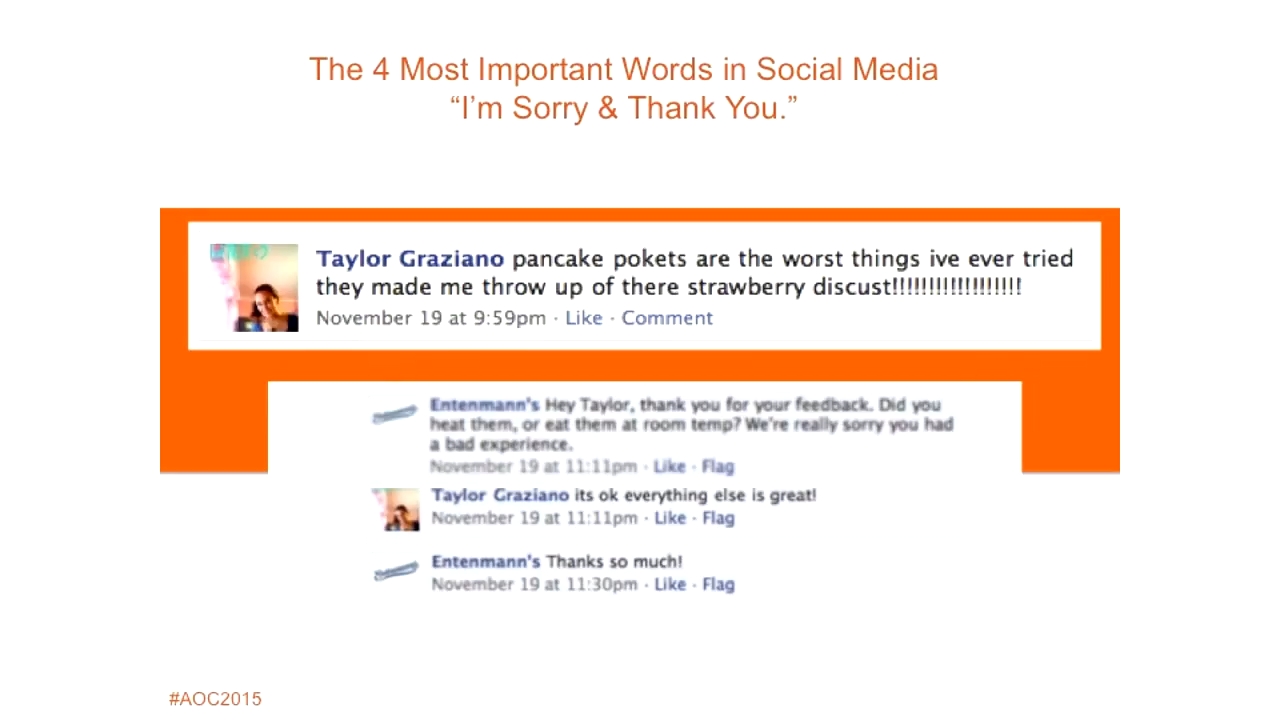 The 4 Most Important Words in Social Media
“I’m Sorry & Thank You.”
Taylor Graziano pancake pokets are the worst things ive ever tried
they made me throw up of there strawberry discust!!!!!!!!!!!!!!!!!!
November 19 at 9:59pm · Like · Comment
Entenmann's Hey Taylor, thank you for your feedback. Did you
heat them, or eat them at room temp? We're really sorry you had
a bad experience.
November 19 at 11:11pm · Like · Flag
Taylor Graziano its ok everything else is great!
November 19 at 11:11pm · Like · Flag
Entenmann's Thanks so much!
November 19 at 11:30pm · Like · Flag
#AOC2015